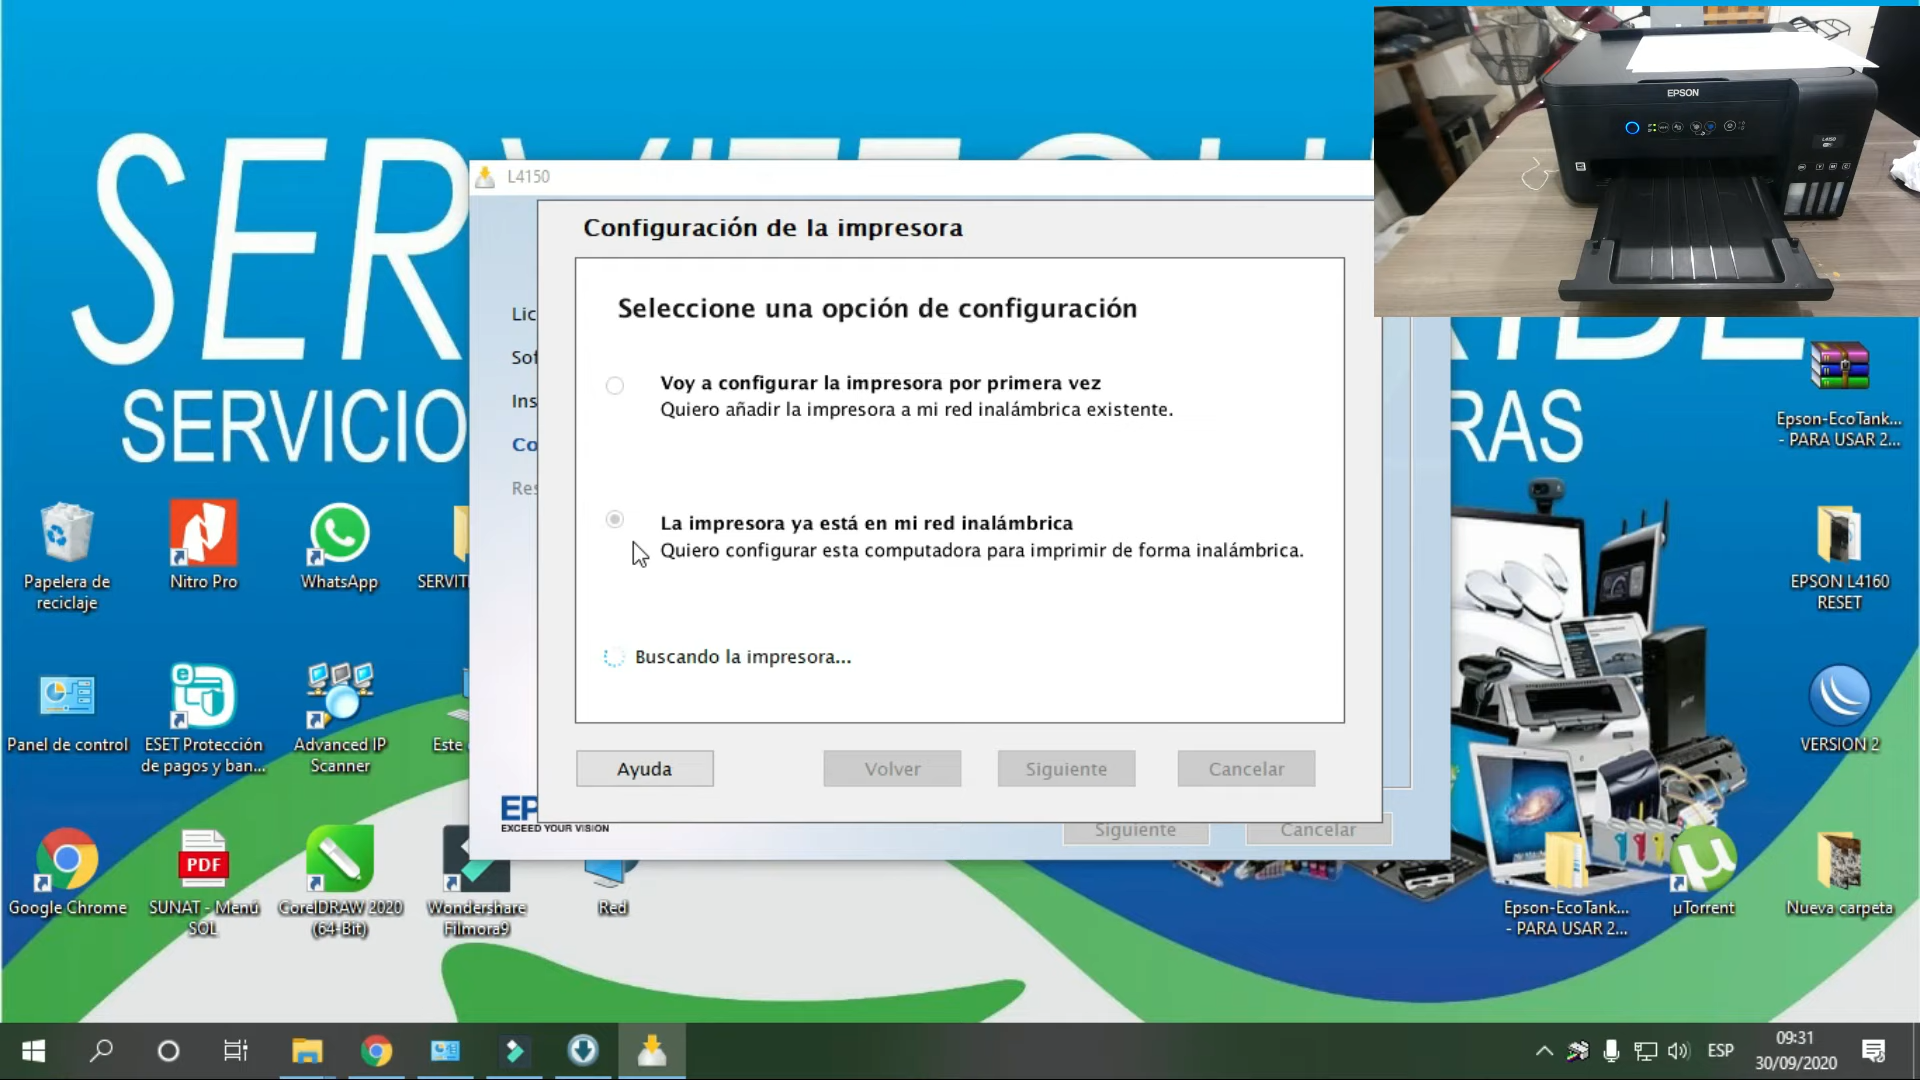 EPSON
L4150
SER
SERVICIO
RAS
L4150
Configuración de la impresora
Seleccione una opción de configuración
Voy a configurar la impresora por primera vez
Quiero añadir la impresora a mi red inalámbrica existente.
La impresora ya está en mi red inalámbrica
Quiero configurar esta computadora para imprimir de forma inalámbrica.
Buscando la impresora...
Ayuda
Volver
Siguiente
Cancelar
Lic
Sof
Ins
Co
Res
EP
EXCEED YOUR VISION
Siguiente
Cancelar
Papelera de
reciclaje
Nitro Pro
WhatsApp
SERVIT
Panel de control
ESET Protección
de pagos y ban...
Advanced IP
Scanner
Este
Google Chrome
PDF
SUNAT - Menú
SOL
CorelDRAW 2020
(64-Bit)
Wondershare
Filmora9
Red
Epson-EcoTank...
- PARA USAR 2...
EPSON L4160
RESET
VERSION 2
Epson-EcoTank...
- PARA USAR 2...
µTorrent
Nueva carpeta
ESP
09:31
30/09/2020